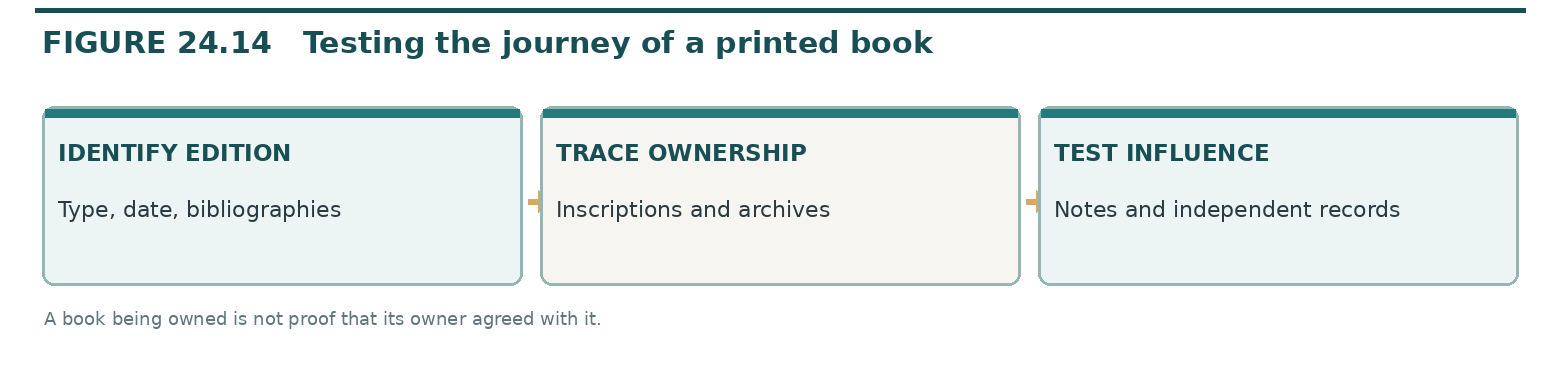 FIGURE 24.14 Testing the journey of a printed book
IDENTIFY EDITION
Type, date, bibliographies
TRACE OWNERSHIP
Inscriptions and archives
TEST INFLUENCE
Notes and independent records
A book being owned is not proof that its owner agreed with it.